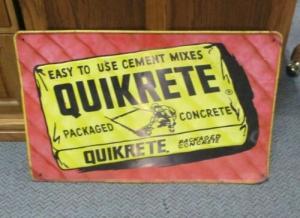 EASY TO USE CEMENT MIXES
QUIKRETE®
PACKAGED CONCRETE
QUIKRETE PACKAGED CONCRETE